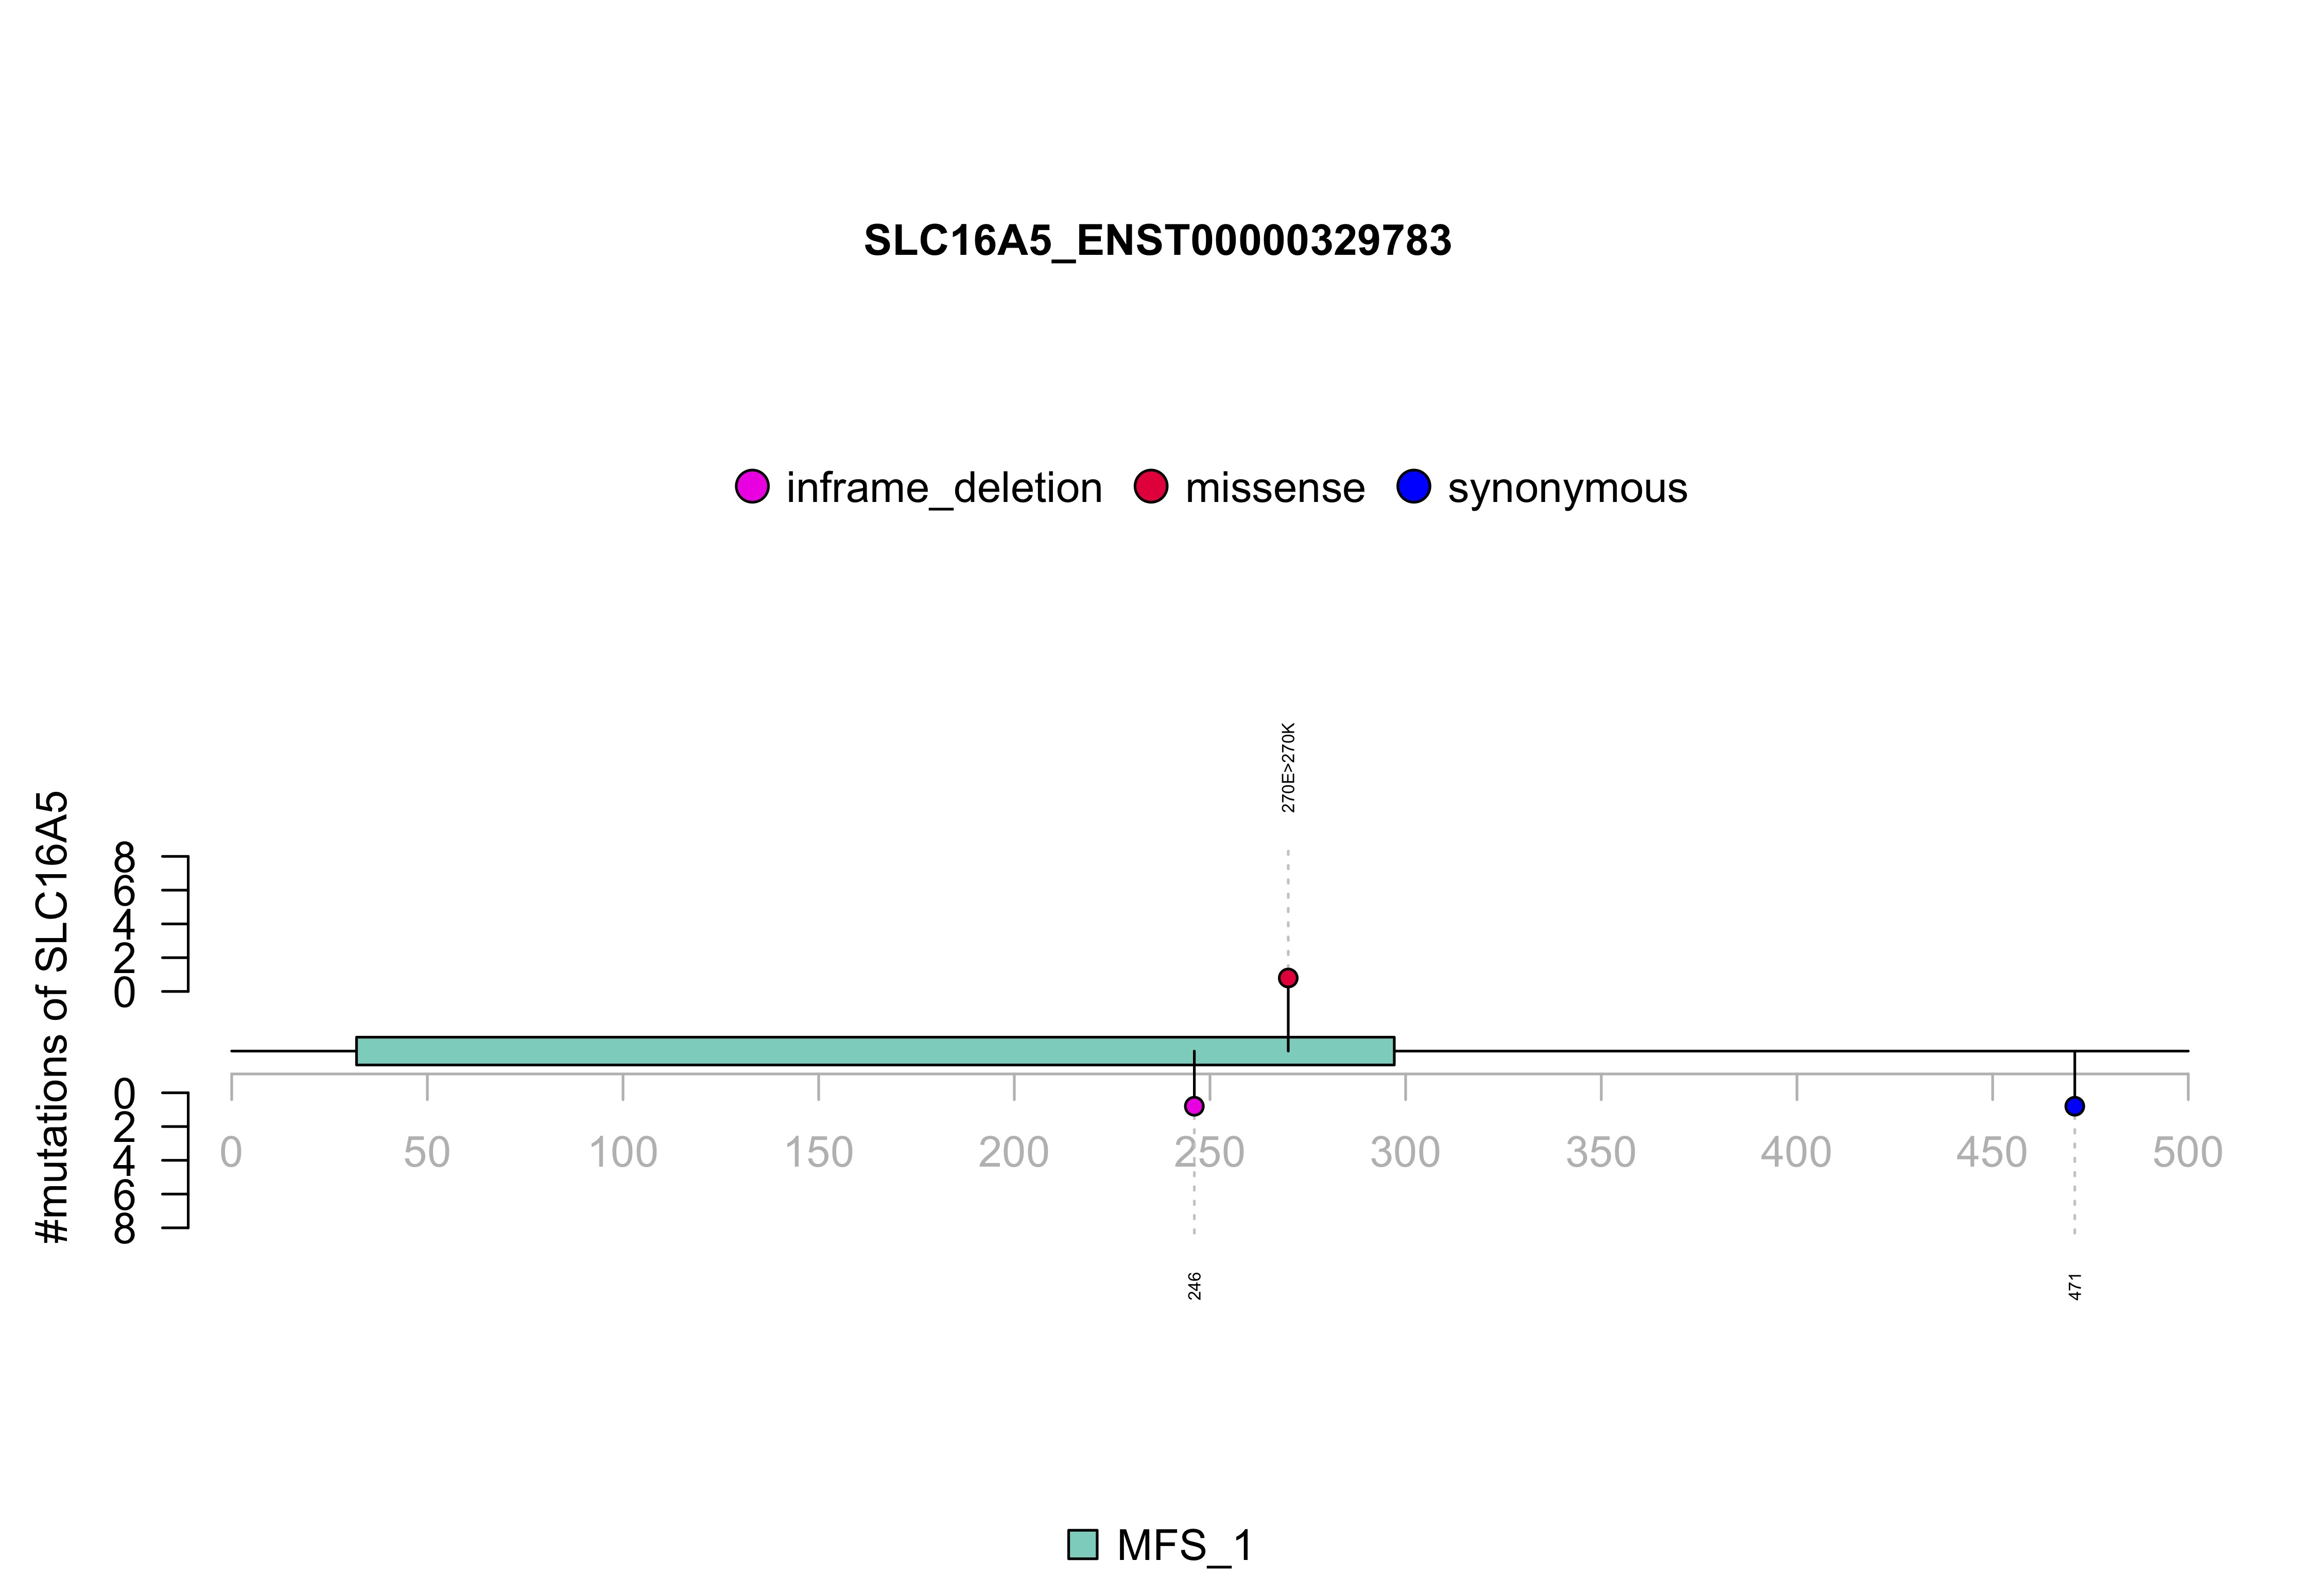 SLC16A5_ENST00000329783
inframe_deletion missense synonymous
270E>270K
#mutations of SLC16A5
8
6
4
2
0
0
2
4
6
8
0 50 100 150 200 250 300 350 400 450 500
246 471
MFS_1